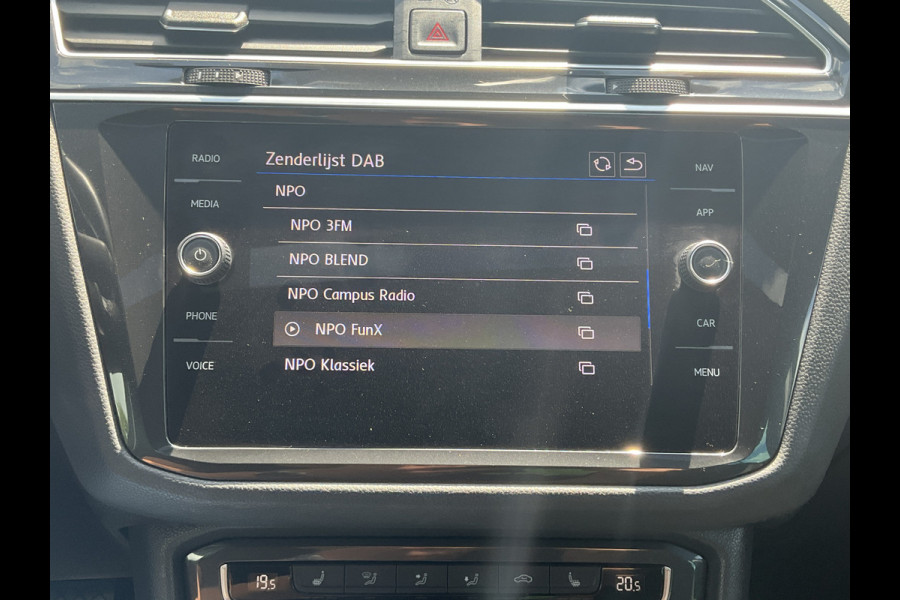 RADIO
MEDIA
PHONE
VOICE
Zenderlijst DAB
NPO
NPO 3FM
NPO BLEND
NPO Campus Radio
NPO FunX
NPO Klassiek
NAV
APP
CAR
MENU
19.5
20.5